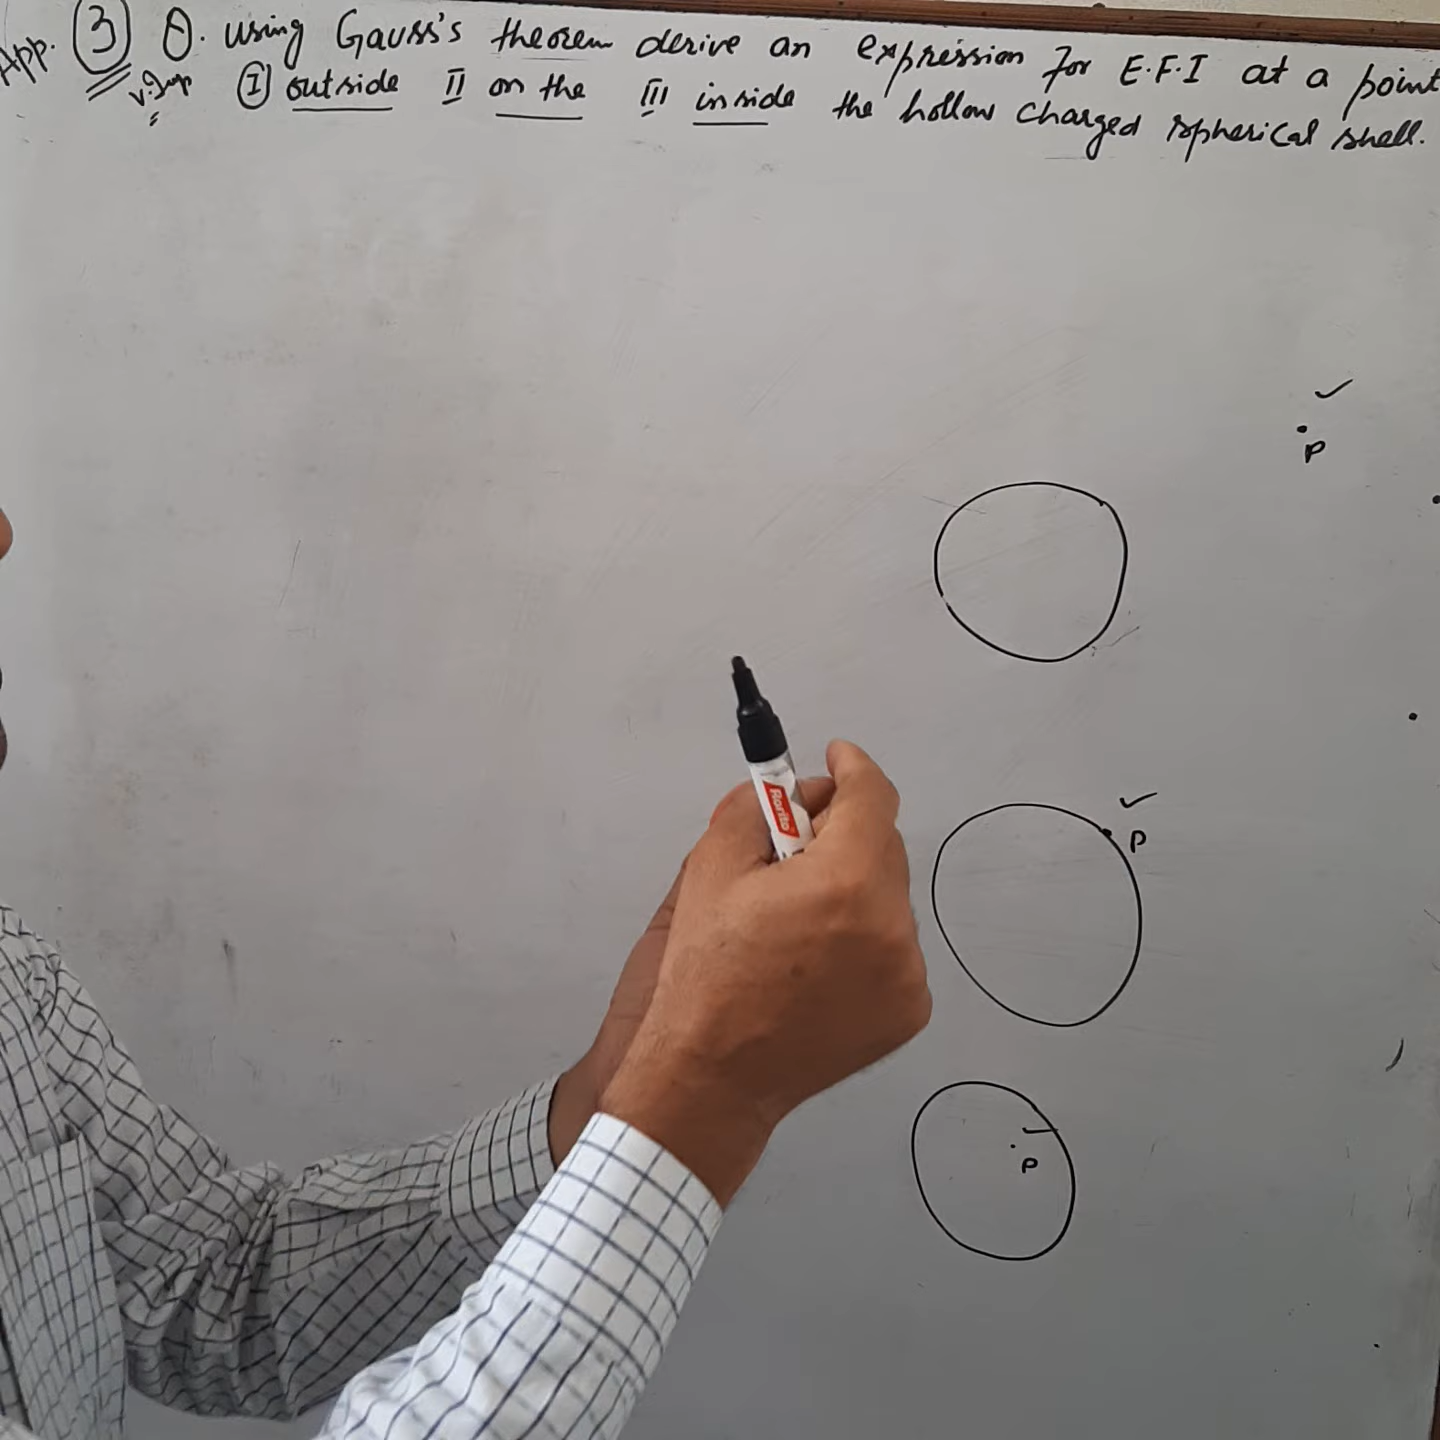 App. (3) Q. using Gauss's theorem derive an expression for E.F.I at a point
v.Imp (I) outside II on the III inside the hollow charged spherical shell.
P
P
Rorito
P